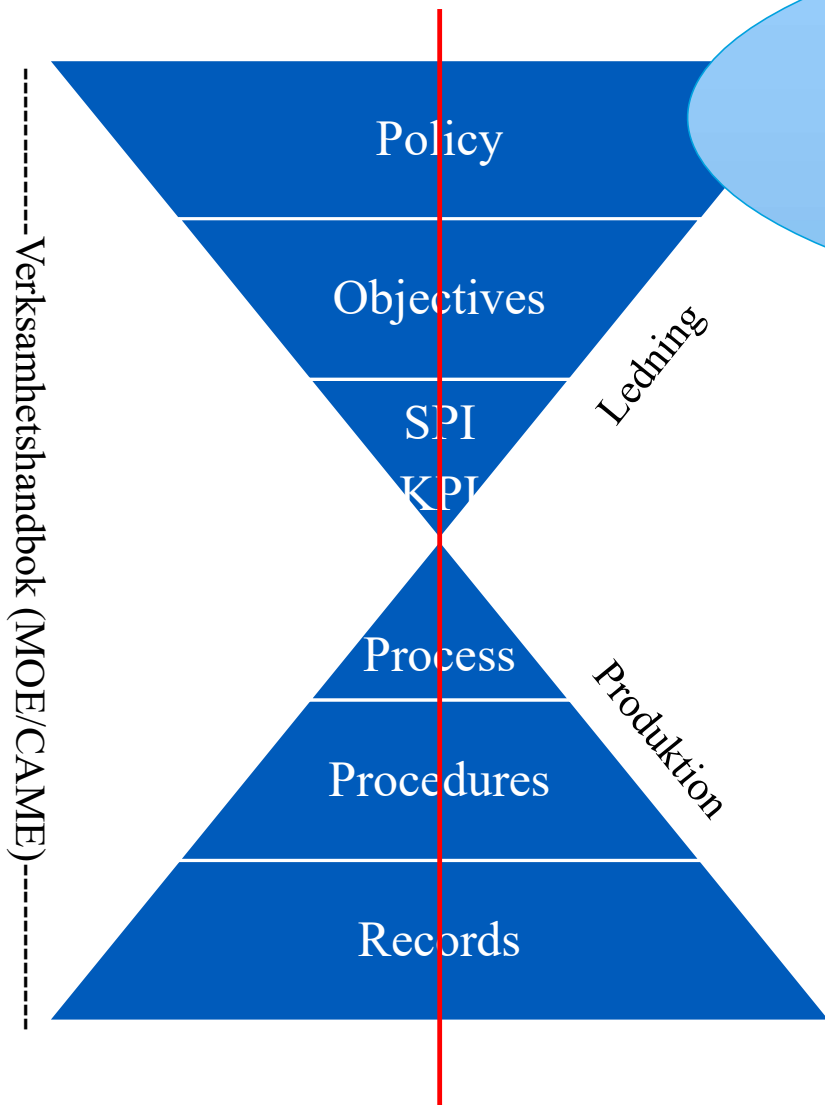 Policy
Objectives
SPI
KPI
Process
Procedures
Records
Ledning
Produktion
-------------Verksamhetshandbok (MOE/CAME)-------------